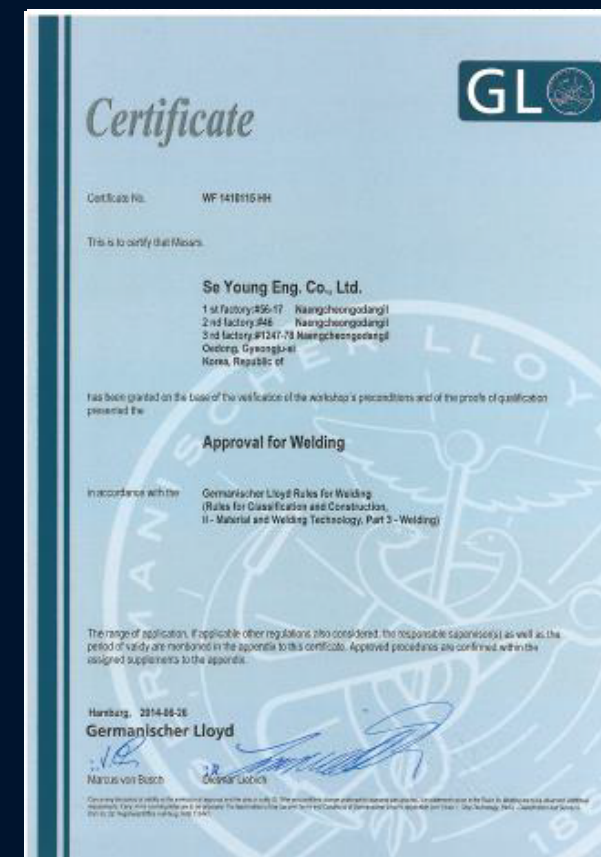 GL
Certificate
Certificate No. WF 1410115 HH
This is to certify that Messrs.
Se Young Eng. Co., Ltd.
1 st factory:#56-17 Naengcheongodangil
2 nd factory:#46 Naengcheongodangil
3 rd factory:#1247-78 Naengcheongodangil
Oedong, Gyeongju-si
Korea, Republic of
has been granted on the base of the verification of the workshop's preconditions and of the proofs of qualification
presented the
Approval for Welding
in accordance with the Germanischer Lloyd Rules for Welding
(Rules for Classification and Construction,
II - Material and Welding Technology, Part 3 - Welding)
The range of application, if applicable other regulations also considered, the responsible supervisor(s) as well as the
period of validy are mentioned in the appendix to this certificate. Approved procedures are confirmed within the
assigned supplements to the appendix.
Hamburg, 2014-06-26
Germanischer Lloyd
Marcus von Busch Dietmar Liebich